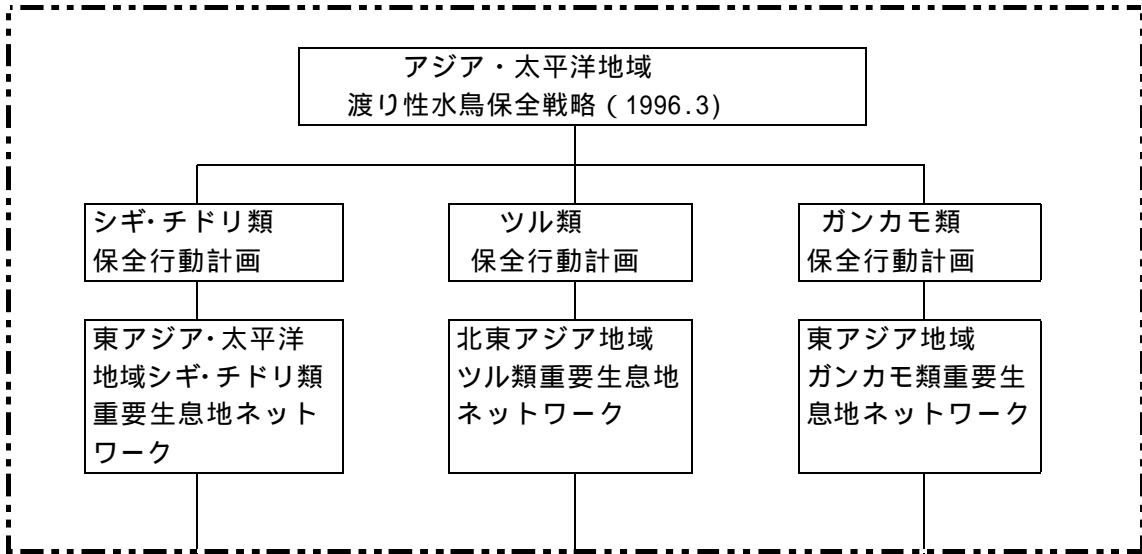 アジア・太平洋地域
渡り性水鳥保全戦略（1996.3)
シギ・チドリ類
保全行動計画
ツル類
保全行動計画
ガンカモ類
保全行動計画
東アジア・太平洋
地域シギ・チドリ類
重要生息地ネット
ワーク
北東アジア地域
ツル類重要生息地
ネットワーク
東アジア地域
ガンカモ類重要生
息地ネットワーク